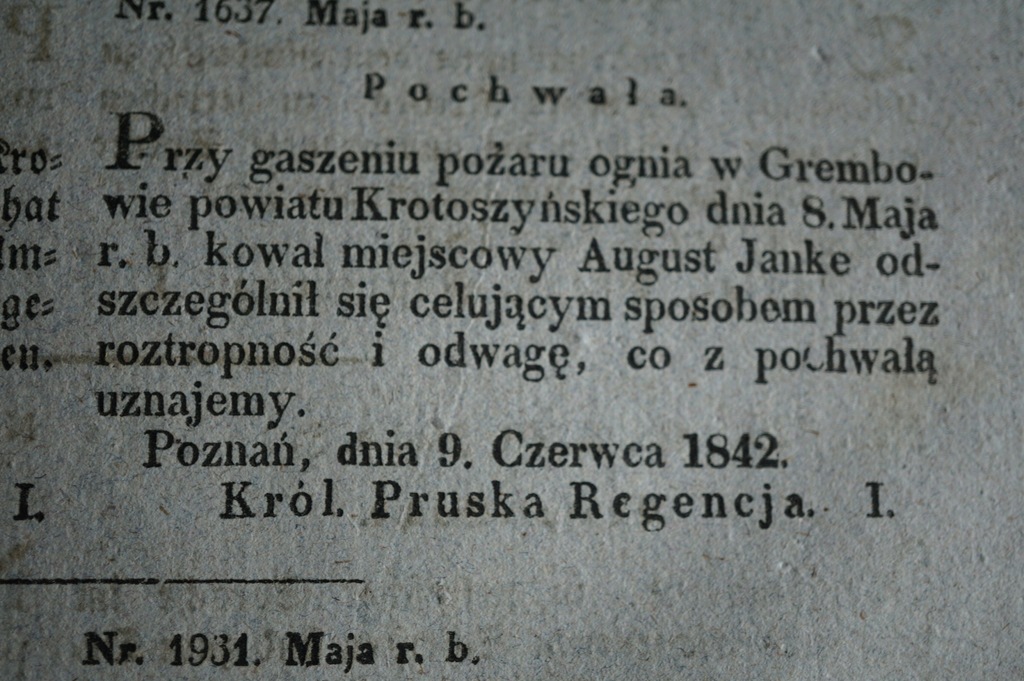 Nr. 1637. Maja r. b.
Pochwała.
Przy gaszeniu pożaru ognia w Grembo-
wie powiatu Krotoszyńskiego dnia 8. Maja
r. b. kowal miejscowy August Janke od-
szczególnił się celującym sposobem przez
roztropność i odwagę, co z pochwałą
uznajemy.
Poznań, dnia 9. Czerwca 1842.
I. Król. Pruska Regencja. I.
Nr. 1931. Maja r. b.